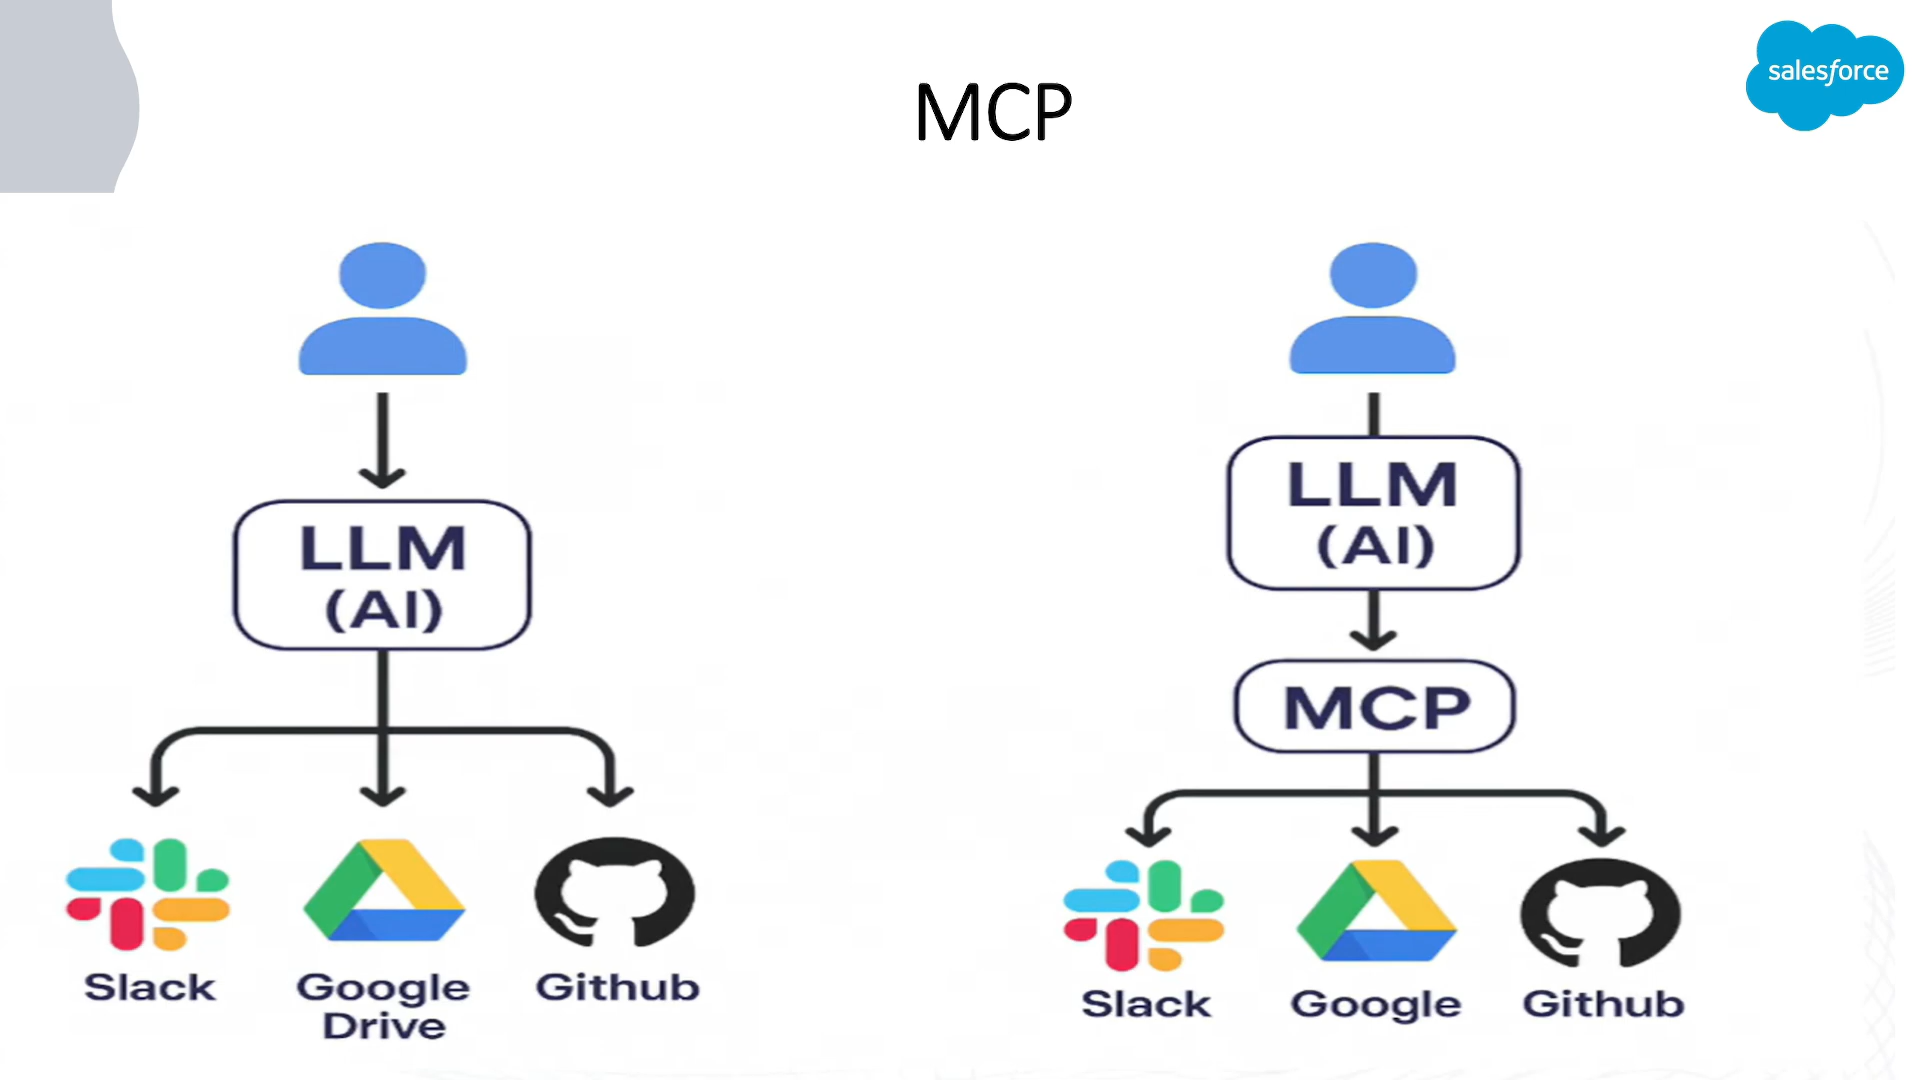 MCP
salesforce
LLM
(AI)
Slack
Google
Drive
Github
LLM
(AI)
MCP
Slack
Google
Github